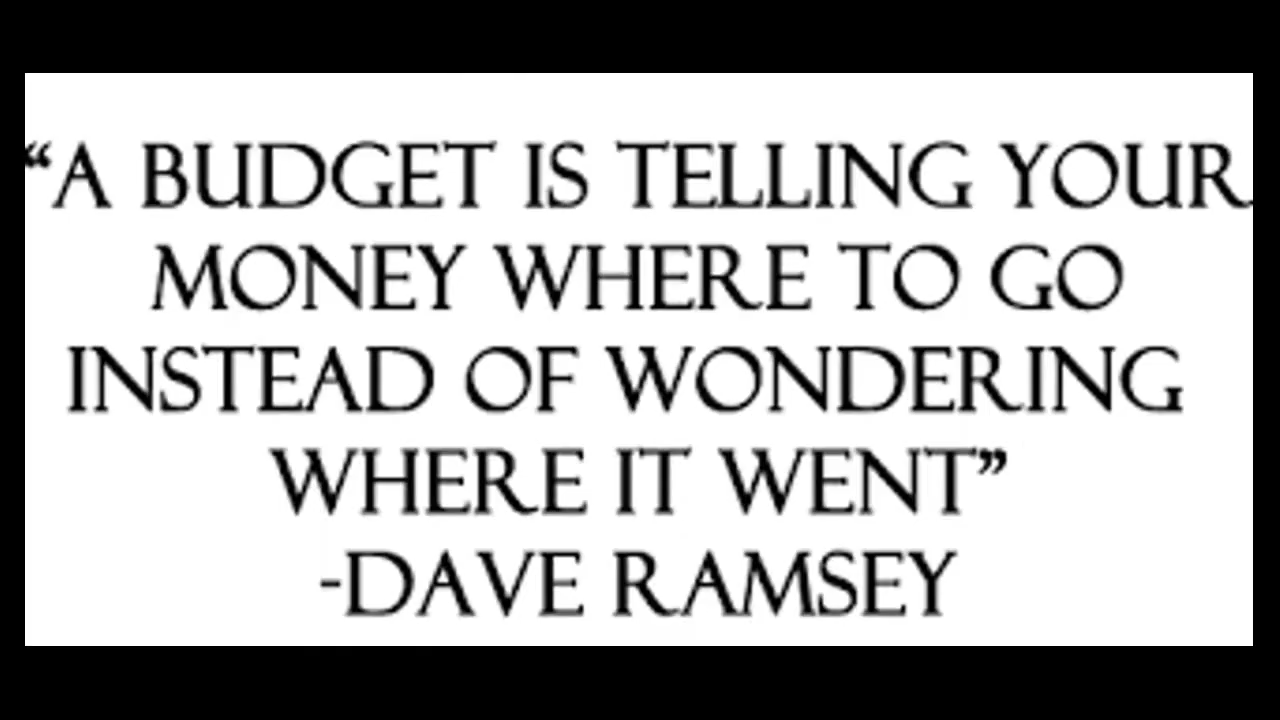 “A BUDGET IS TELLING YOUR
MONEY WHERE TO GO
INSTEAD OF WONDERING
WHERE IT WENT”
-DAVE RAMSEY